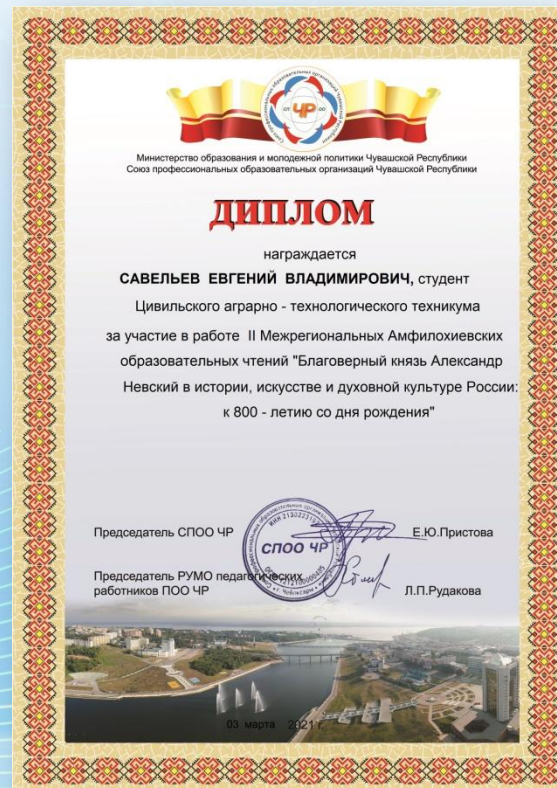 ЧР
Министерство образования и молодежной политики Чувашской Республики
Союз профессиональных образовательных организаций Чувашской Республики
ДИПЛОМ
награждается
САВЕЛЬЕВ ЕВГЕНИЙ ВЛАДИМИРОВИЧ, студент
Цивильского аграрно - технологического техникума
за участие в работе II Межрегиональных Амфилохиевских
образовательных чтений "Благоверный князь Александр
Невский в истории, искусстве и духовной культуре России:
к 800 - летию со дня рождения"
Председатель СПОО ЧР
Е.Ю.Пристова
СПОО ЧР
Председатель РУМО педагогических
работников ПОО ЧР
Л.П.Рудакова
03 марта 2021 г.